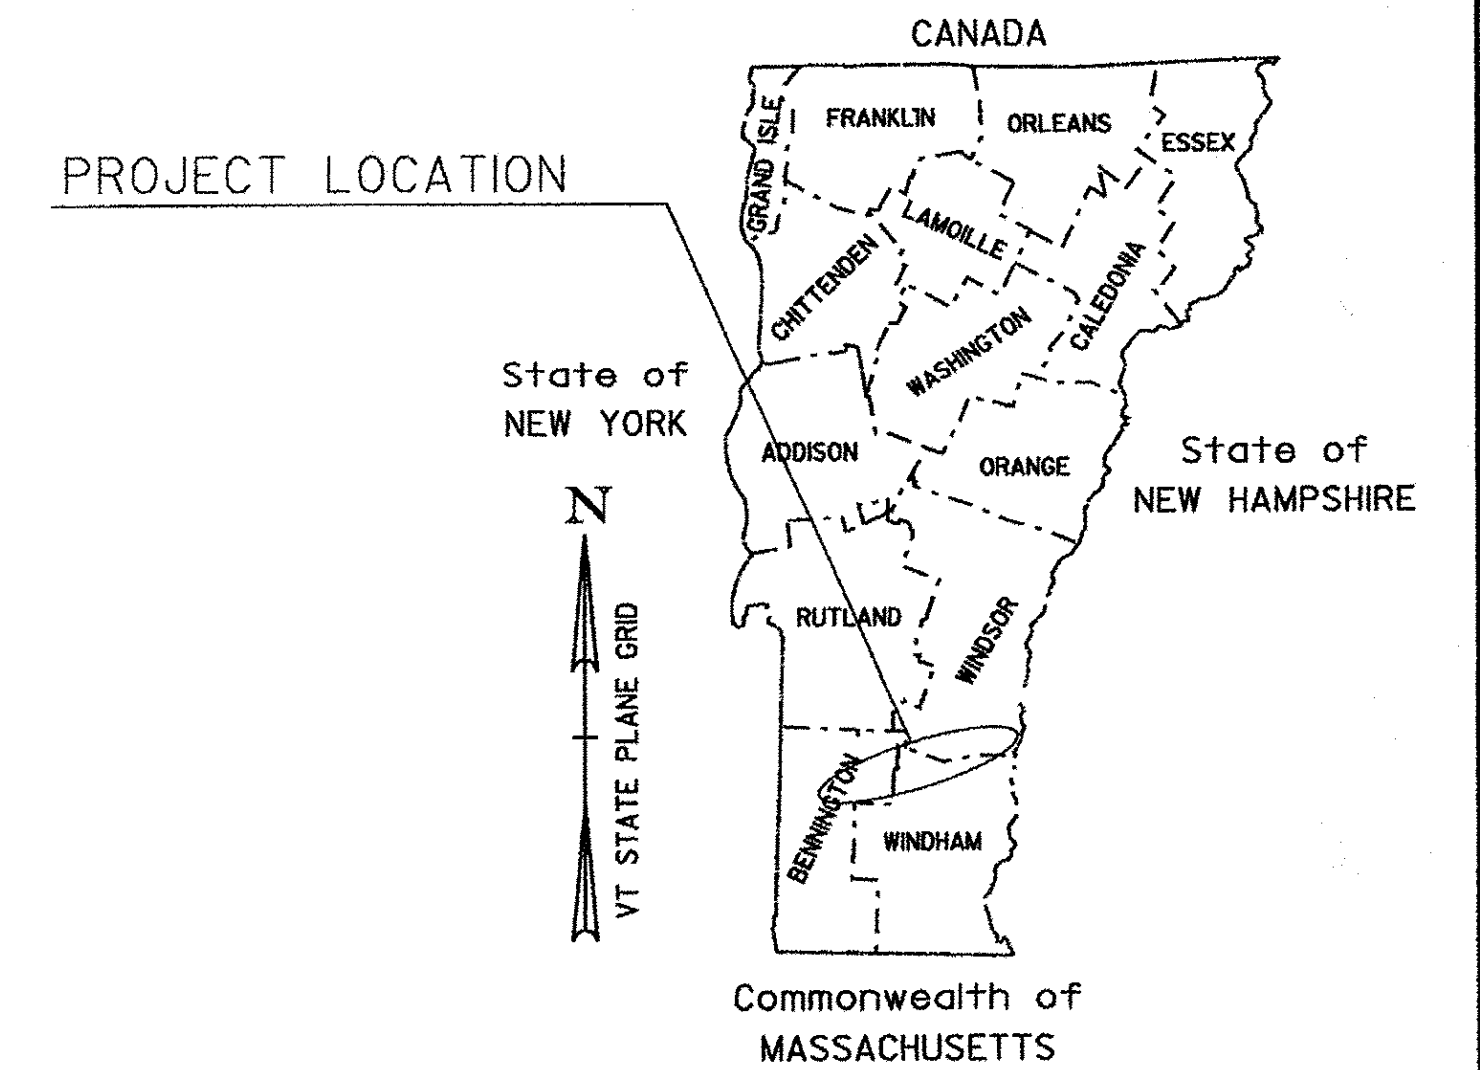 CANADA
FRANKLIN
ORLEANS
ESSEX
GRAND ISLE
PROJECT LOCATION
LAMOILLE
CHITTENDEN
CALEDONIA
WASHINGTON
State of
NEW YORK
ADDISON
ORANGE
State of
NEW HAMPSHIRE
N
VT STATE PLANE GRID
RUTLAND
WINDSOR
BENNINGTON
WINDHAM
Commonwealth of
MASSACHUSETTS